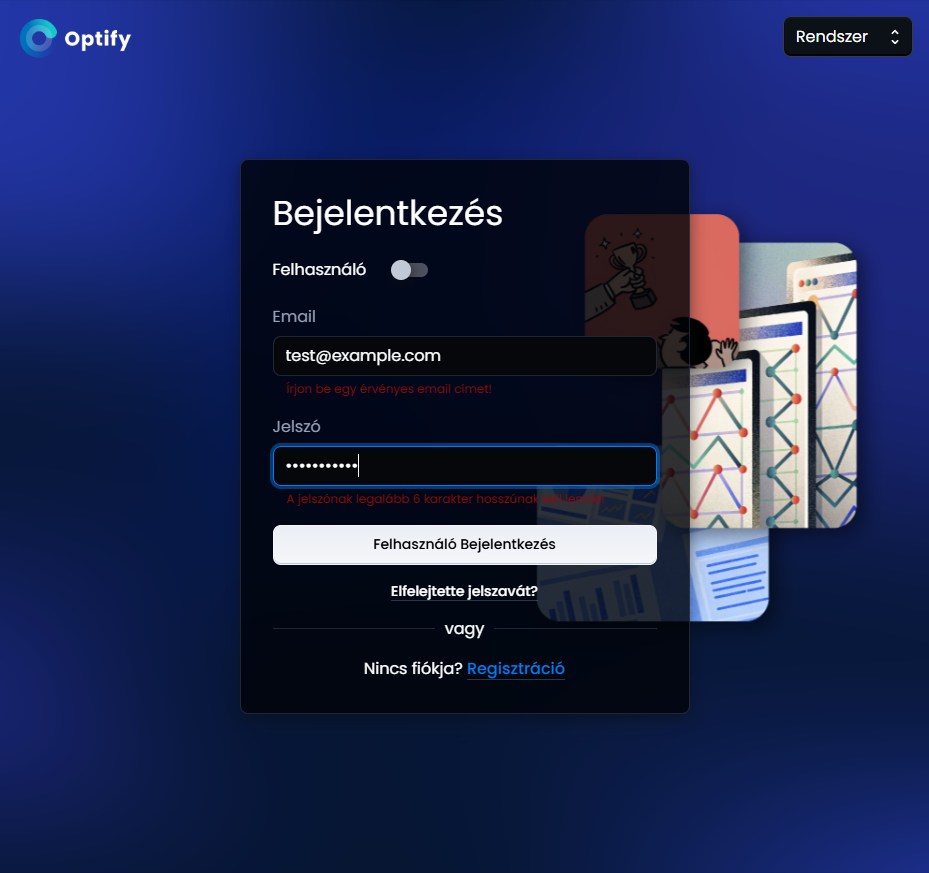 Optify
Rendszer
Bejelentkezés
Felhasználó
Email
test@example.com
Írjon be egy érvényes email címet!
Jelszó
•••••••••••
A jelszónak legalább 6 karakter hosszúnak kell lennie!
Felhasználó Bejelentkezés
Elfelejtette jelszavát?
vagy
Nincs fiókja? Regisztráció